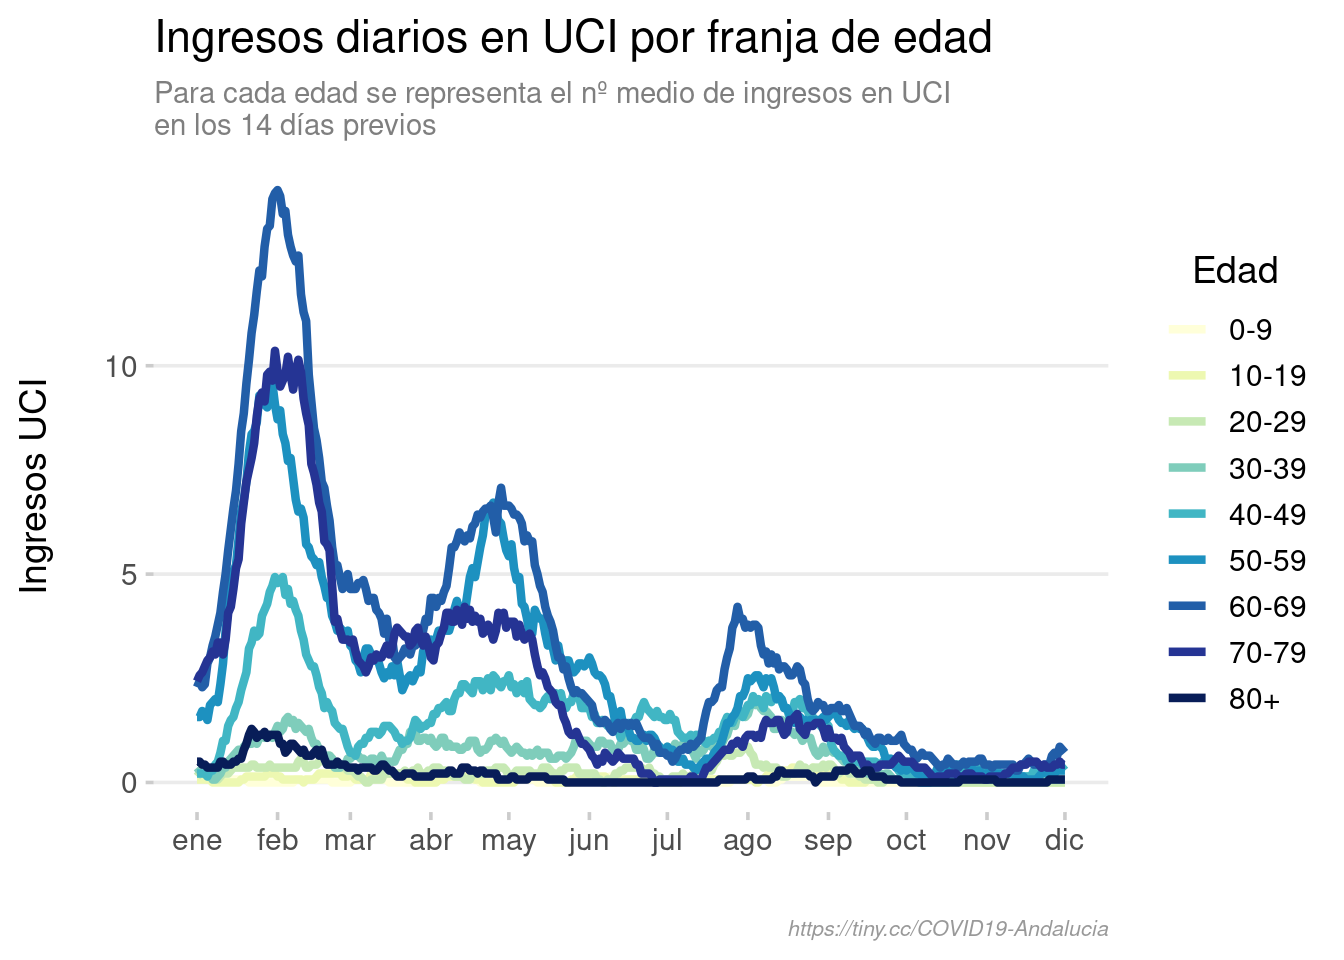 Ingresos diarios en UCI por franja de edad
Para cada edad se representa el nº medio de ingresos en UCI
en los 14 días previos
Ingresos UCI
10
5
0
ene feb mar abr may jun jul ago sep oct nov dic
Edad
0-9
10-19
20-29
30-39
40-49
50-59
60-69
70-79
80+
https://tiny.cc/COVID19-Andalucia